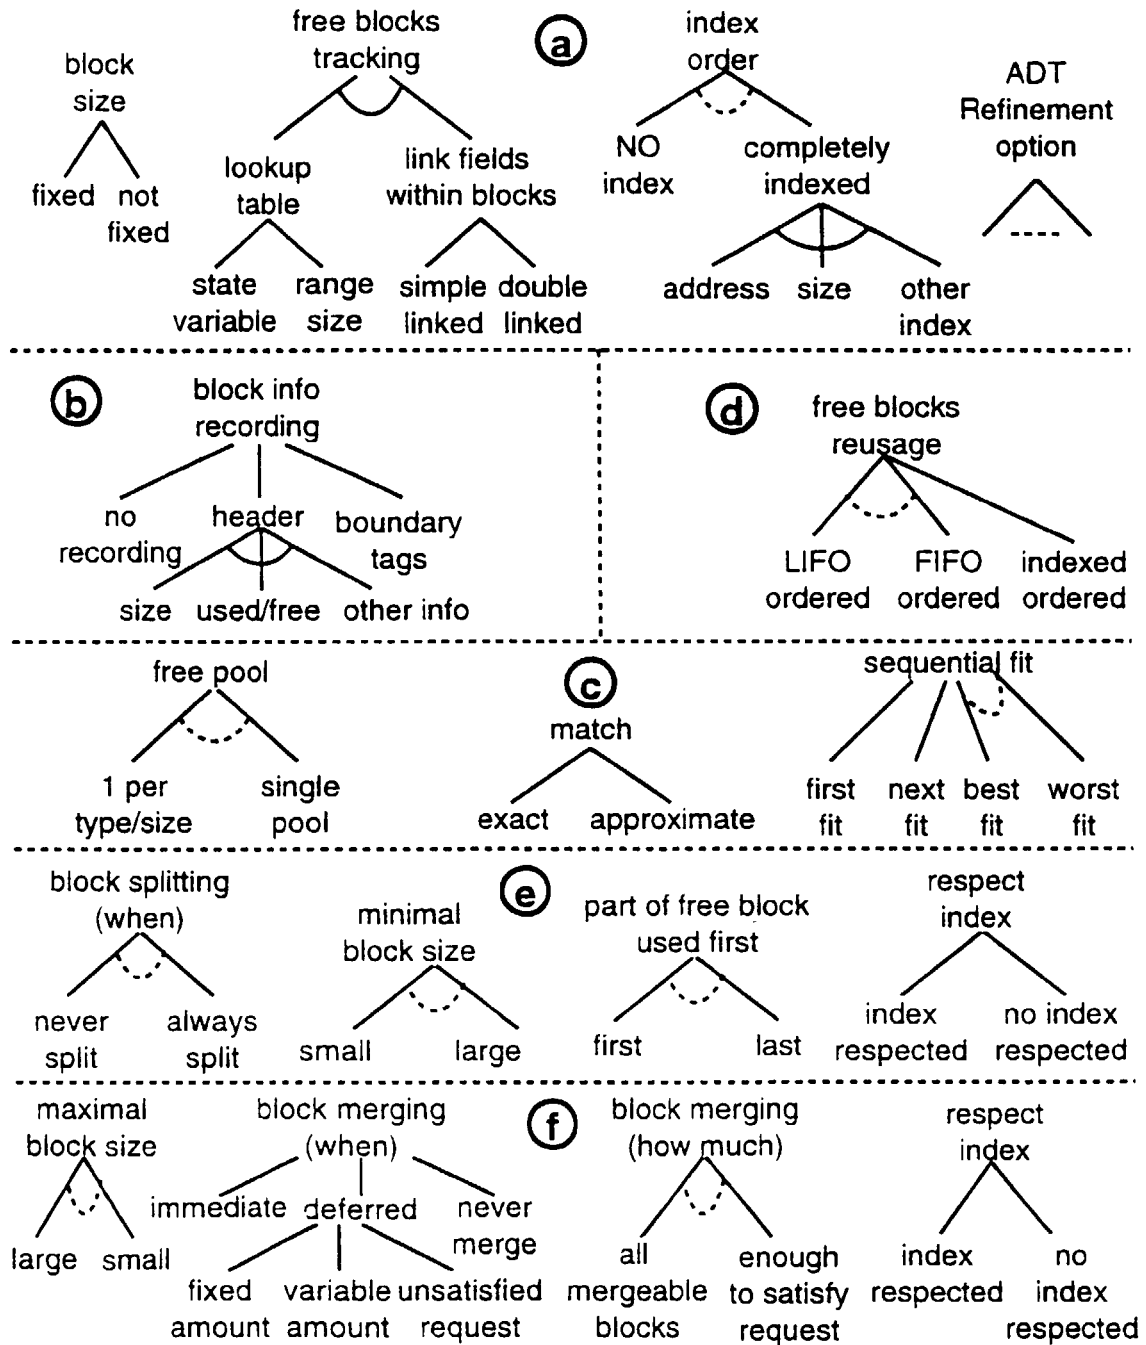 free blocks
tracking
a
index
order
block
size
ADT
Refinement
option
fixed
not
fixed
lookup
table
link fields
within blocks
NO
index
completely
indexed
state
variable
range
size
simple
linked
double
linked
address
size
other
index
b
block info
recording
no
recording
header
boundary
tags
size
used/free
other info
d
free blocks
reusage
LIFO
ordered
FIFO
ordered
indexed
ordered
free pool
1 per
type/size
single
pool
c
match
exact
approximate
sequential fit
first
fit
next
fit
best
fit
worst
fit
block splitting
(when)
never
split
always
split
minimal
block size
small
large
e
part of free block
used first
first
last
respect
index
index
respected
no index
respected
maximal
block size
large
small
block merging
(when)
immediate
deferred
never
merge
fixed
amount
variable
amount
unsatisfied
request
f
block merging
(how much)
all
mergeable
blocks
enough
to satisfy
request
respect
index
index
respected
no
index
respected